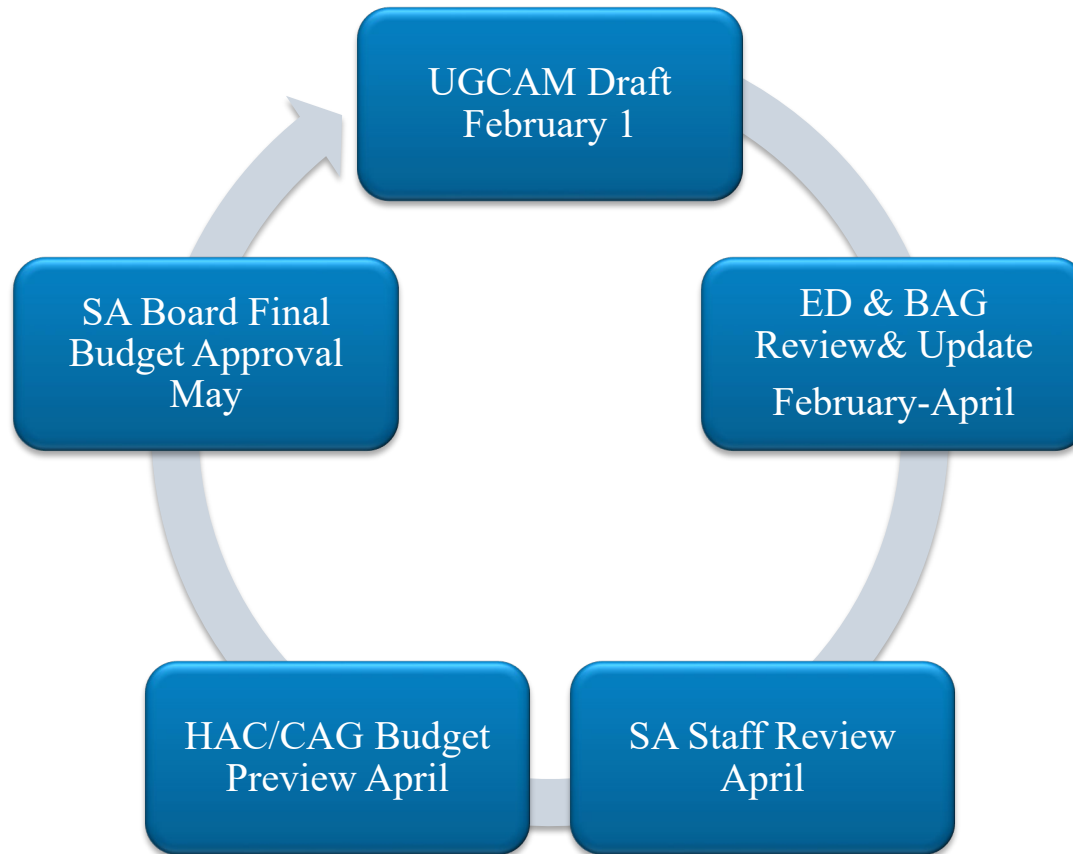 UGCAM Draft
February 1
ED & BAG
Review& Update
February-April
SA Staff Review
April
HAC/CAG Budget
Preview April
SA Board Final
Budget Approval
May